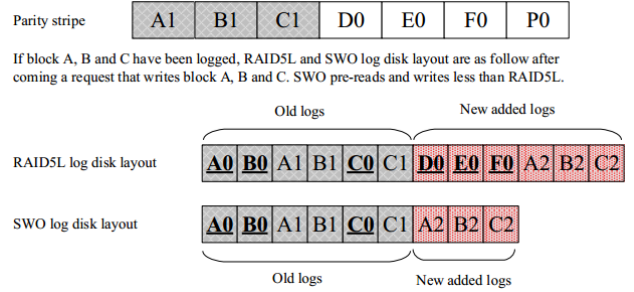 Parity stripe A1 B1 C1 D0 E0 F0 P0
If block A, B and C have been logged, RAID5L and SWO log disk layout are as follow after
coming a request that writes block A, B and C. SWO pre-reads and writes less than RAID5L.
Old logs New added logs
RAID5L log disk layout A0 B0 A1 B1 C0 C1 D0 E0 F0 A2 B2 C2
SWO log disk layout A0 B0 A1 B1 C0 C1 A2 B2 C2
Old logs New added logs